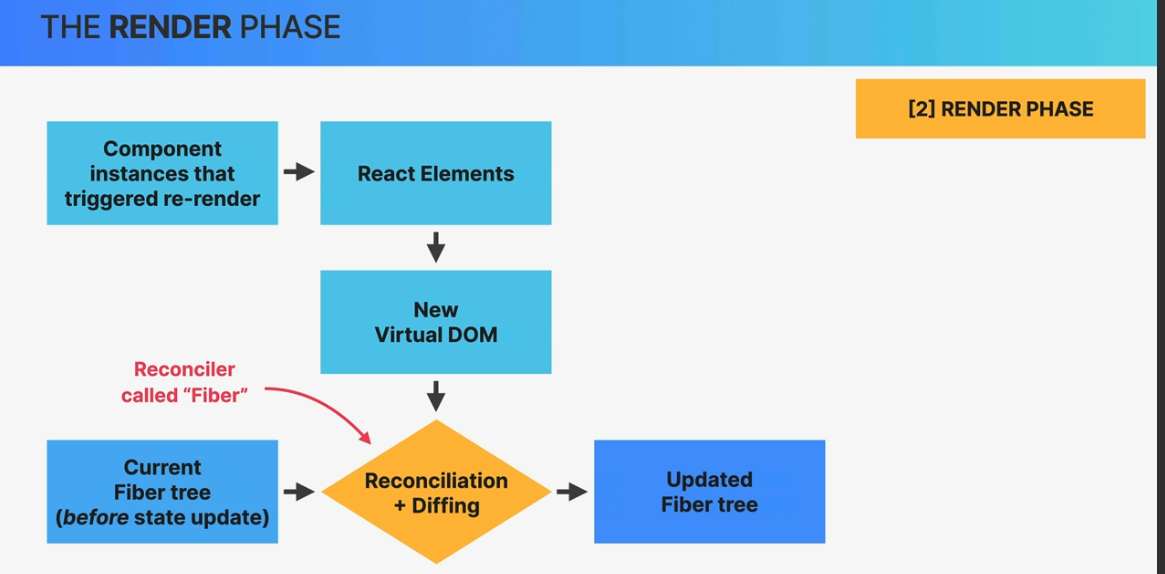 THE RENDER PHASE
[2] RENDER PHASE
Component
instances that
triggered re-render
React Elements
New
Virtual DOM
Reconciler
called “Fiber”
Current
Fiber tree
(before state update)
Reconciliation
+ Diffing
Updated
Fiber tree